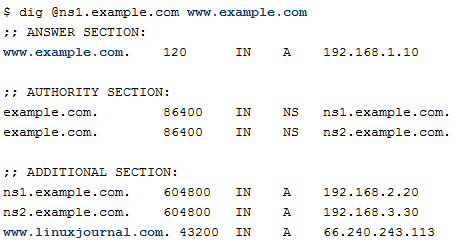 $ dig @ns1.example.com www.example.com
;; ANSWER SECTION:
www.example.com. 120 IN A 192.168.1.10
;; AUTHORITY SECTION:
example.com. 86400 IN NS ns1.example.com.
example.com. 86400 IN NS ns2.example.com.
;; ADDITIONAL SECTION:
ns1.example.com. 604800 IN A 192.168.2.20
ns2.example.com. 604800 IN A 192.168.3.30
www.linuxjournal.com. 43200 IN A 66.240.243.113